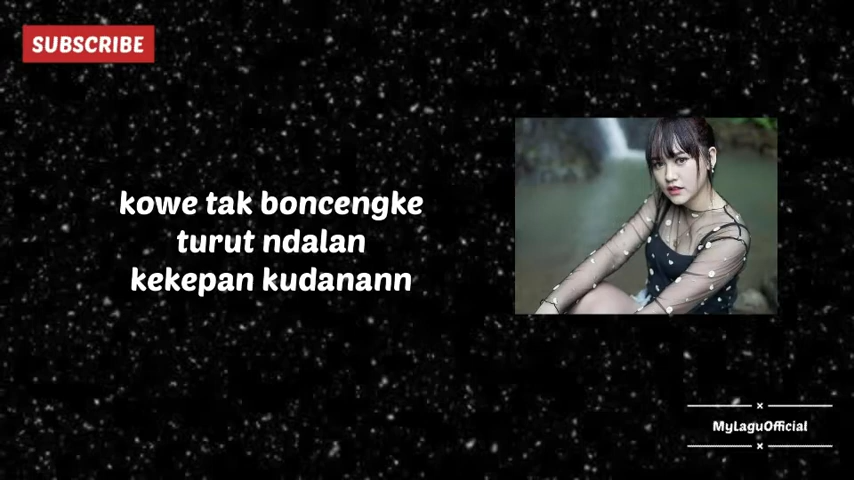 SUBSCRIBE
kowe tak boncengke
turut ndalan
kekepan kudanann
MyLaguOfficial